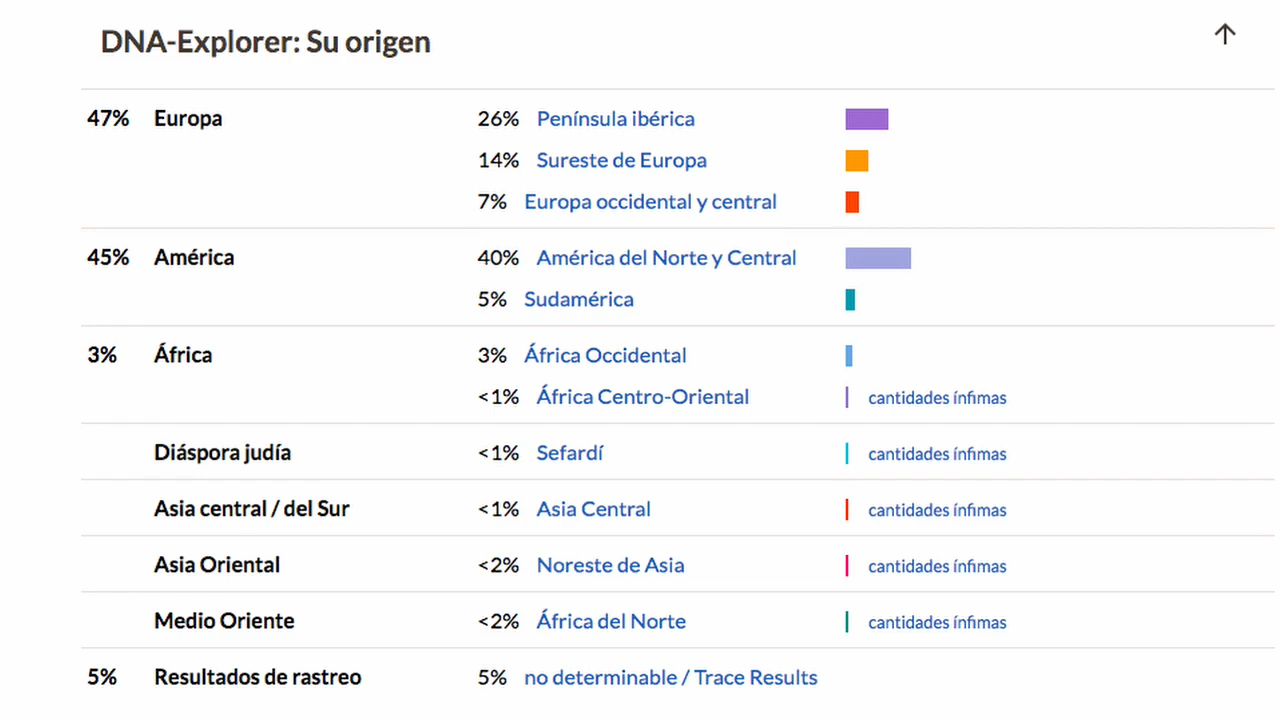 DNA-Explorer: Su origen
47% Europa 26% Península ibérica
14% Sureste de Europa
7% Europa occidental y central
45% América 40% América del Norte y Central
5% Sudamérica
3% África 3% África Occidental
<1% África Centro-Oriental cantidades ínfimas
Diáspora judía <1% Sefardí cantidades ínfimas
Asia central / del Sur <1% Asia Central cantidades ínfimas
Asia Oriental <2% Noreste de Asia cantidades ínfimas
Medio Oriente <2% África del Norte cantidades ínfimas
5% Resultados de rastreo 5% no determinable / Trace Results